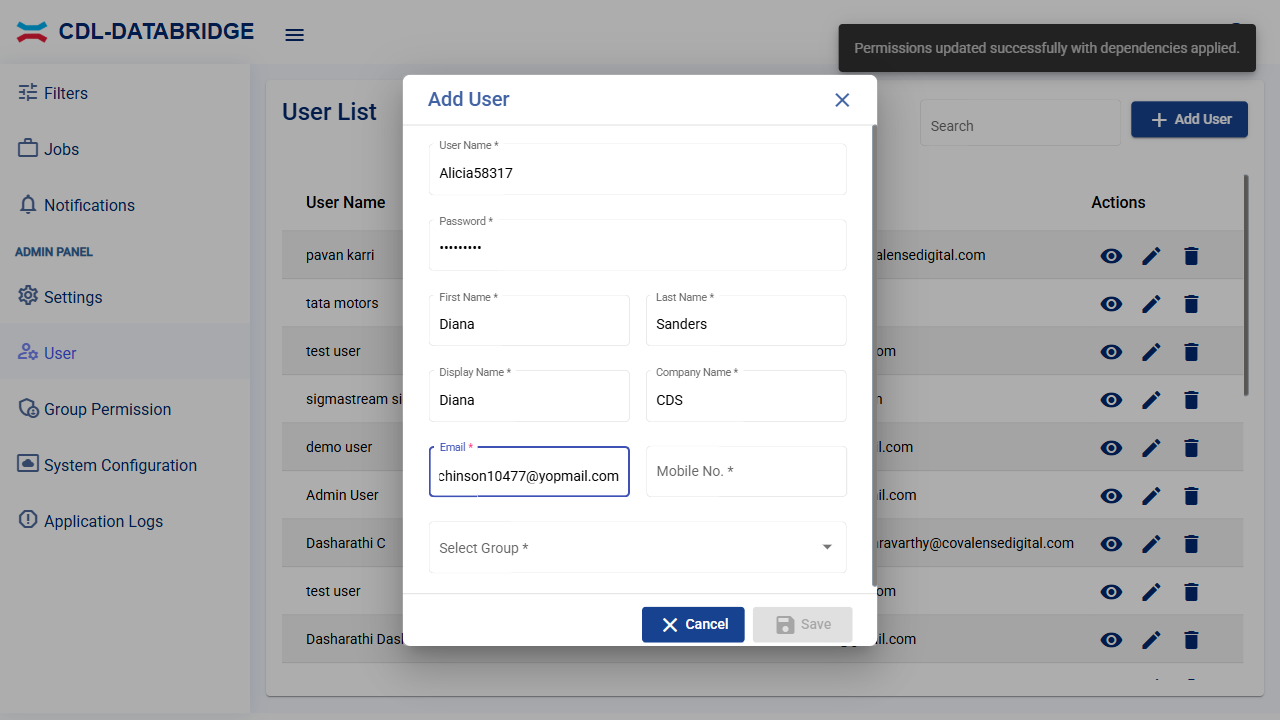 CDL-DATABRIDGE
Permissions updated successfully with dependencies applied.
Filters
Jobs
Notifications
ADMIN PANEL
Settings
User
Group Permission
System Configuration
Application Logs
User List
Search
Add User
User Name
Actions
pavan karri
alensedigital.com
tata motors
test user
om
sigmastream si
demo user
il.com
Admin User
il.com
Dasharathi C
ravarthy@covalensedigital.com
test user
om
Dasharathi Das
il.com
Add User
User Name *
Alicia58317
Password *
•••••••••
First Name *
Diana
Last Name *
Sanders
Display Name *
Diana
Company Name *
CDS
Email *
chinson10477@yopmail.com
Mobile No. *
Select Group *
Cancel
Save